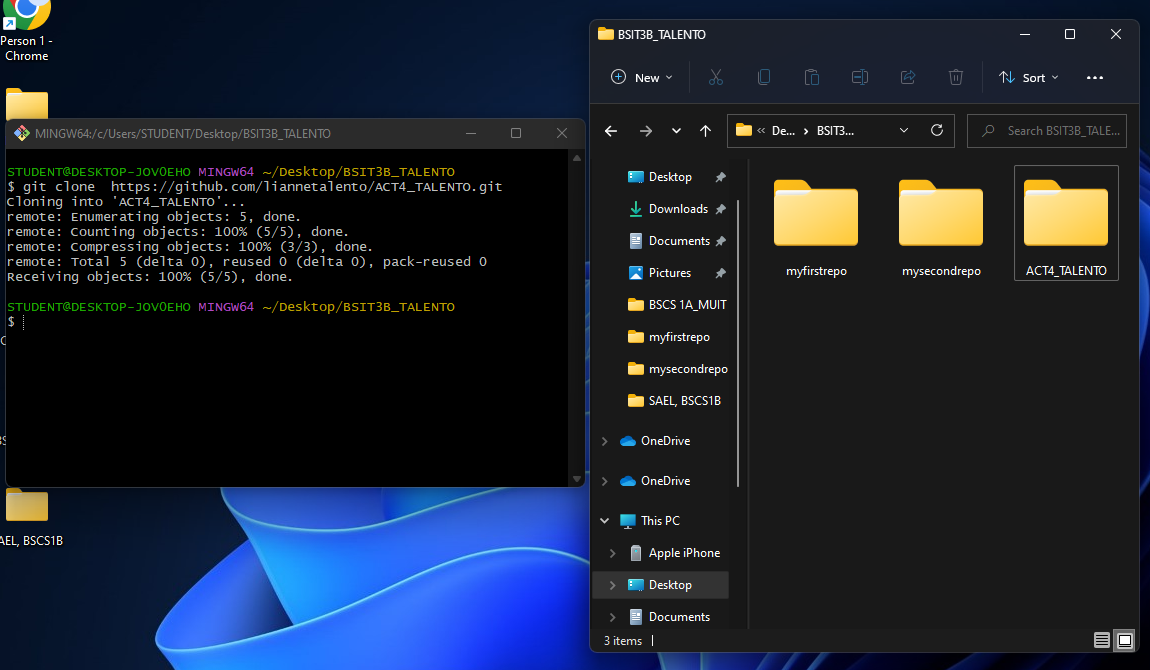 Person 1 -
Chrome
MINGW64:/c/Users/STUDENT/Desktop/BSIT3B_TALENTO
STUDENT@DESKTOP-JOV0EHO MINGW64 ~/Desktop/BSIT3B_TALENTO
$ git clone  https://github.com/liannetalento/ACT4_TALENTO.git
Cloning into 'ACT4_TALENTO'...
remote: Enumerating objects: 5, done.
remote: Counting objects: 100% (5/5), done.
remote: Compressing objects: 100% (3/3), done.
remote: Total 5 (delta 0), reused 0 (delta 0), pack-reused 0
Receiving objects: 100% (5/5), done.
STUDENT@DESKTOP-JOV0EHO MINGW64 ~/Desktop/BSIT3B_TALENTO
$
AEL, BSCS1B
BSIT3B_TALENTO
New
Sort
« De... › BSIT3...
Search BSIT3B_TALE...
Desktop
Downloads
Documents
Pictures
BSCS 1A_MUIT
myfirstrepo
mysecondrepo
SAEL, BSCS1B
OneDrive
OneDrive
This PC
Apple iPhone
Desktop
Documents
myfirstrepo
mysecondrepo
ACT4_TALENTO
3 items